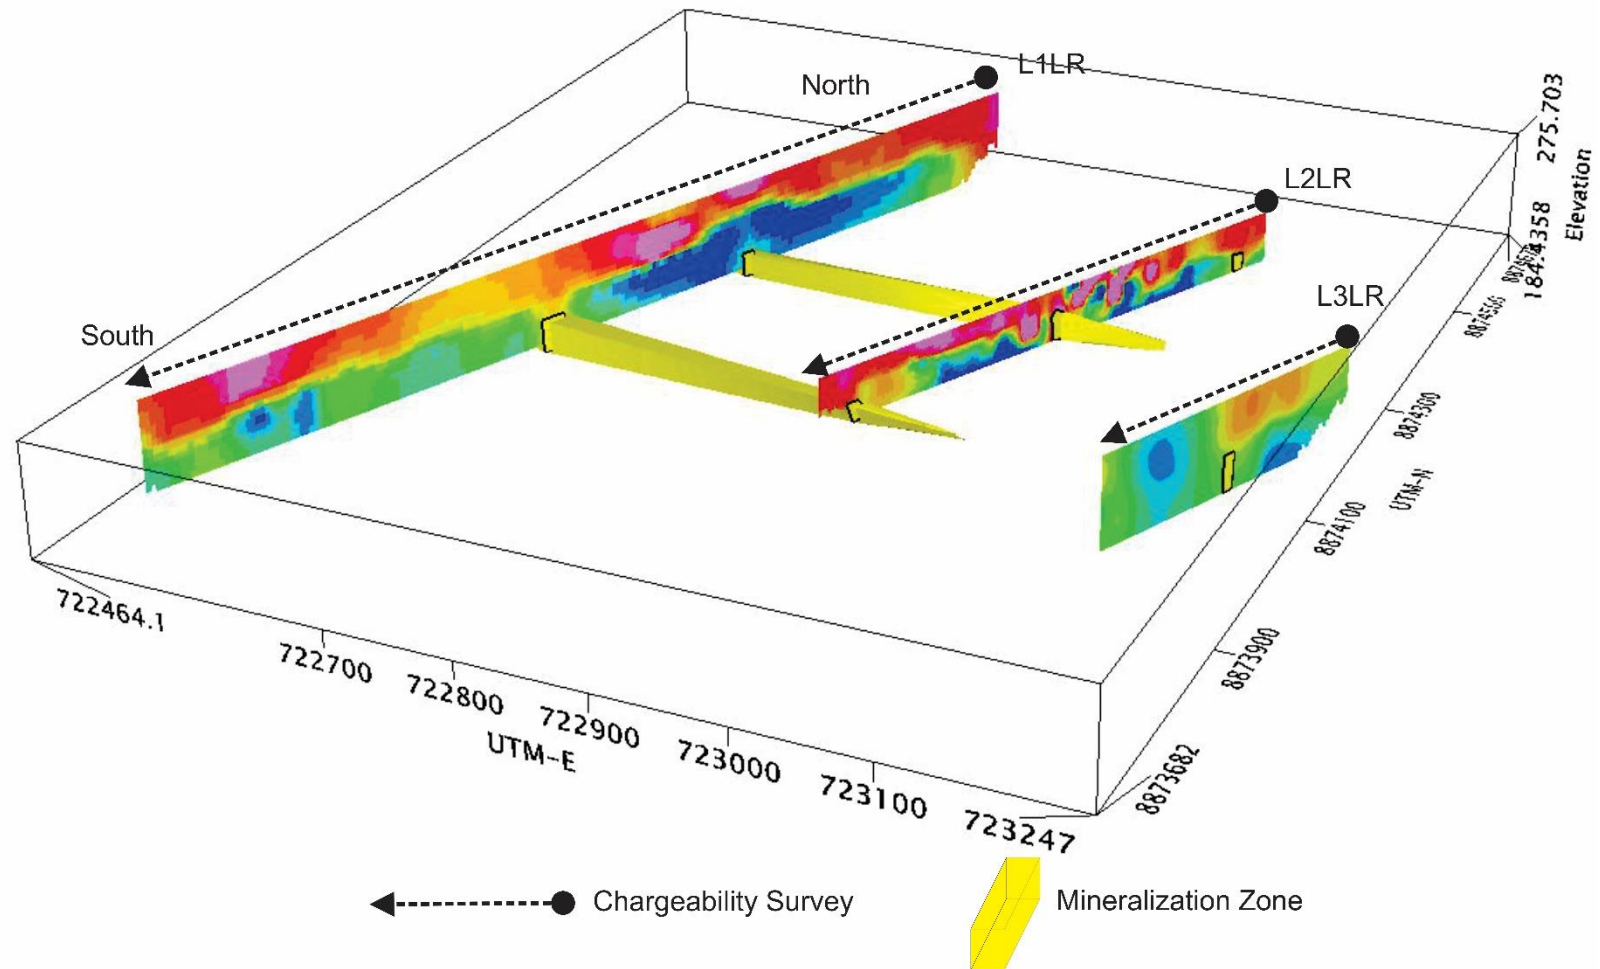 L1LR
North
275.703
Elevation
184.4358
L2LR
L3LR
South
8874300
UTM-N
8874100
8873900
8873682
722464.1
722700
722800
722900
723000
723100
723247
UTM-E
Chargeability Survey
Mineralization Zone